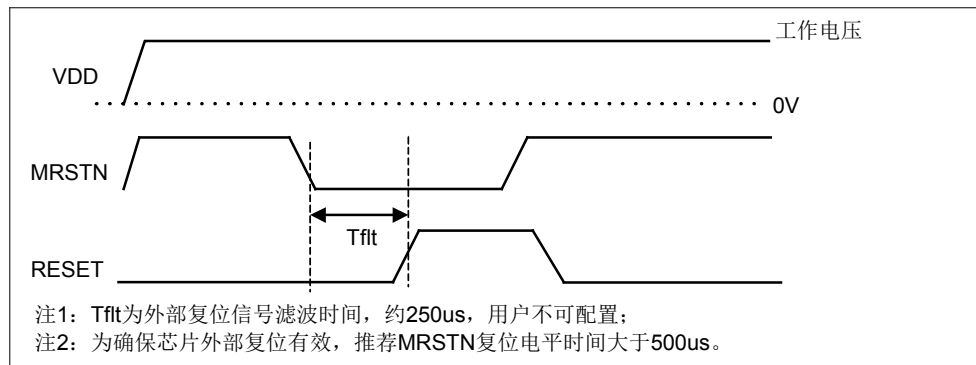 工作电压
VDD
0V
MRSTN
Tflt
RESET
注1：Tflt为外部复位信号滤波时间，约250us，用户不可配置；
注2：为确保芯片外部复位有效，推荐MRSTN复位电平时间大于500us。